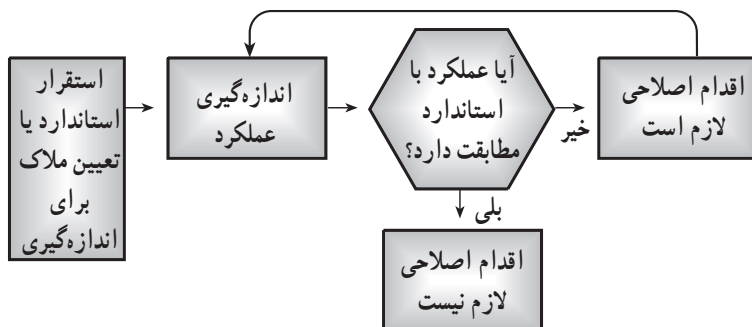 استقرار
استاندارد یا
تعیین ملاک
برای
اندازه‌گیری
اندازه‌گیری
عملکرد
آیا عملکرد با
استاندارد
مطابقت دارد؟
خیر
اقدام اصلاحی
لازم است
بلی
اقدام اصلاحی
لازم نیست